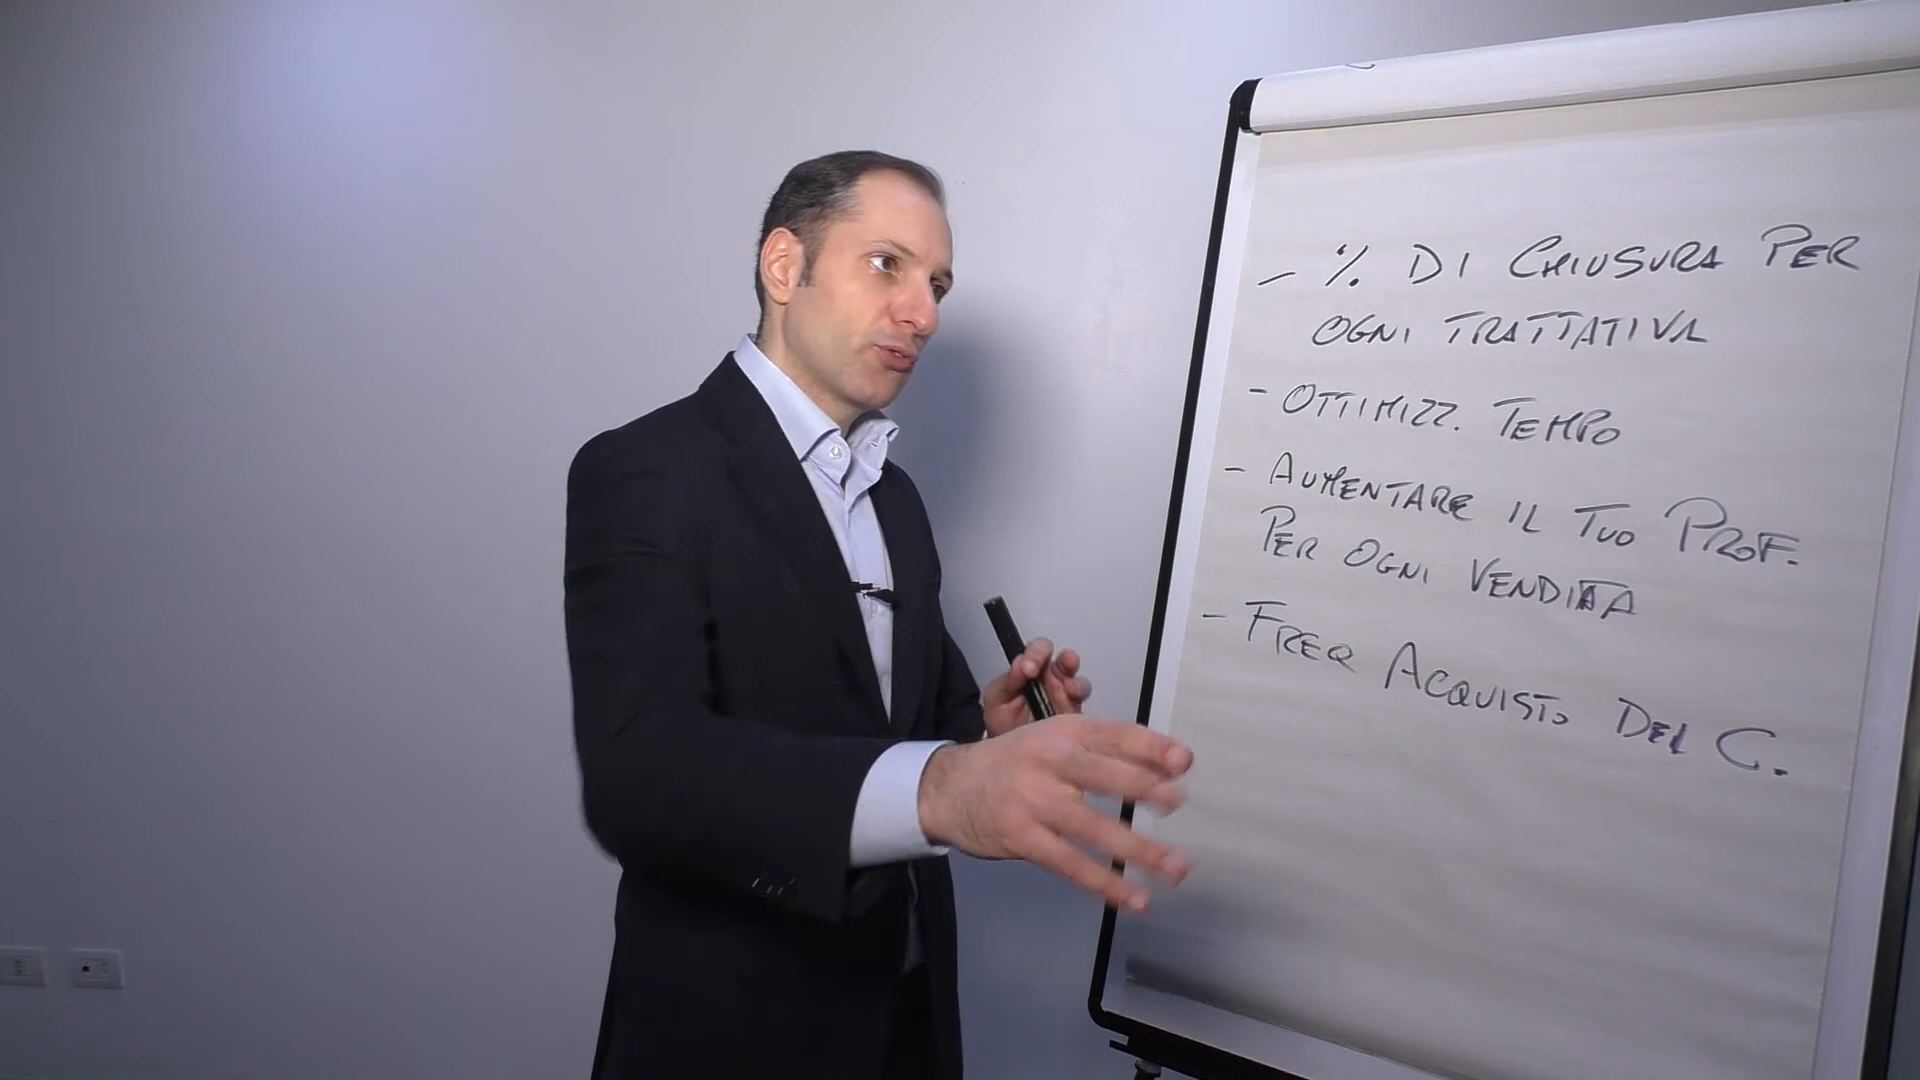 - % DI CHIUSURA PER
OGNI TRATTATIVA
- OTTIMIZZ. TEMPO
- AUMENTARE IL TUO PROF.
PER OGNI VENDITA
- FREQ ACQUISTO DEL C.